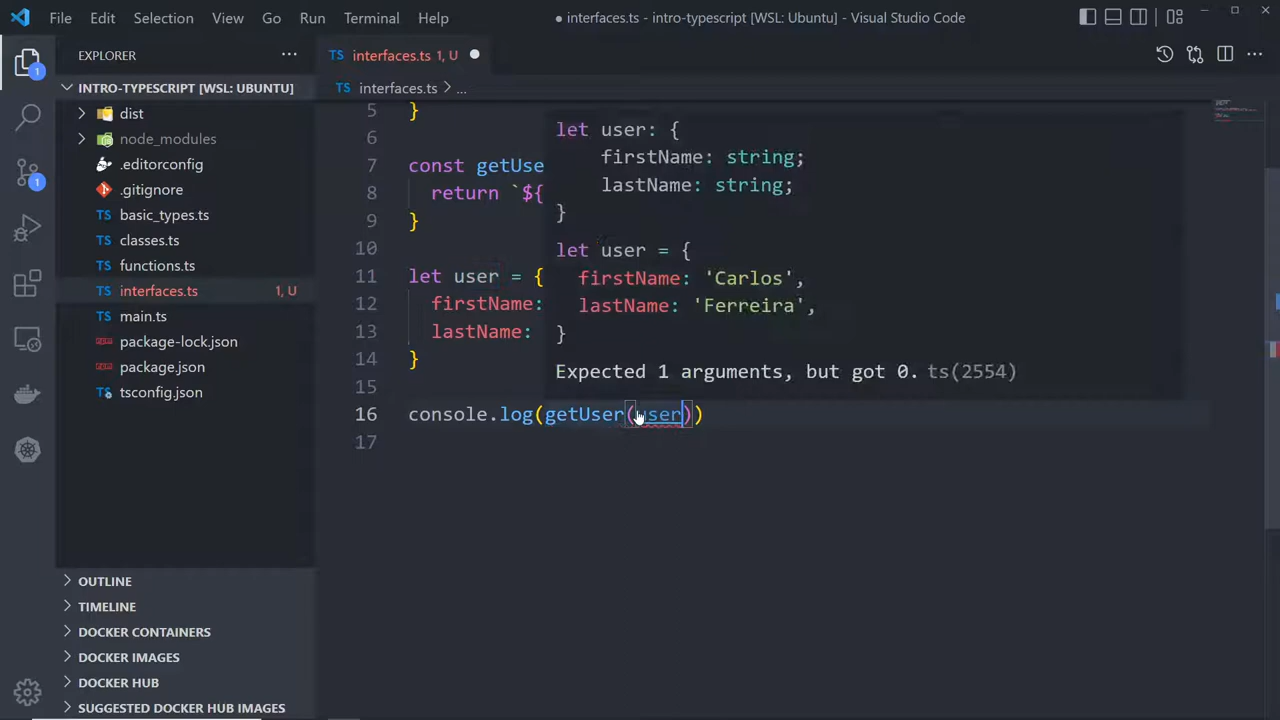 File Edit Selection View Go Run Terminal Help ● interfaces.ts - intro-typescript [WSL: Ubuntu] - Visual Studio Code
EXPLORER
TS interfaces.ts 1, U
INTRO-TYPESCRIPT [WSL: UBUNTU]
TS interfaces.ts > ...
dist
node_modules
.editorconfig
.gitignore
TS basic_types.ts
TS classes.ts
TS functions.ts
TS interfaces.ts 1, U
TS main.ts
package-lock.json
package.json
tsconfig.json
OUTLINE
TIMELINE
DOCKER CONTAINERS
DOCKER IMAGES
DOCKER HUB
SUGGESTED DOCKER HUB IMAGES
1
1
5 }
6
7 const getUse
8 return `${
9 }
10
11 let user = {
12 firstName:
13 lastName:
14 }
15
16 console.log(getUser(user))
17
let user: {
firstName: string;
lastName: string;
}
let user = {
firstName: 'Carlos',
lastName: 'Ferreira',
}
Expected 1 arguments, but got 0. ts(2554)